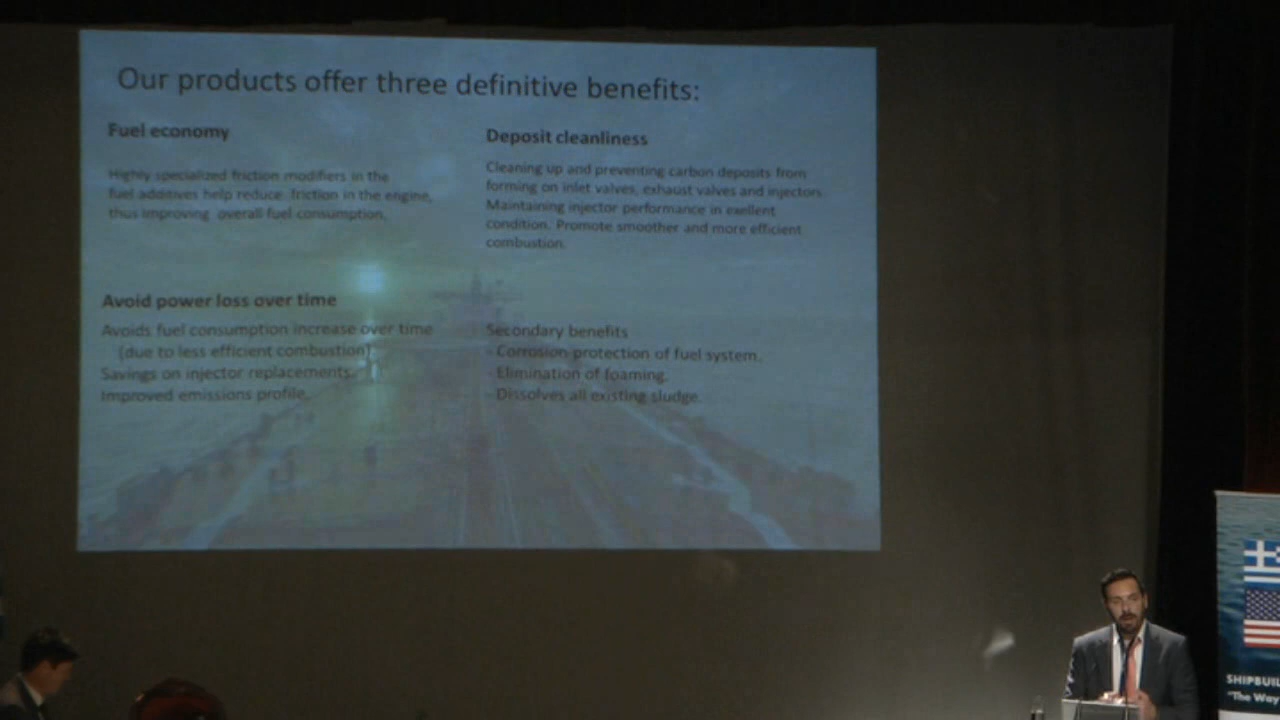 Our products offer three definitive benefits:
Fuel economy
Highly specialized friction modifiers in the
fuel additives help reduce friction in the engine,
thus improving overall fuel consumption.
Deposit cleanliness
Cleaning up and preventing carbon deposits from
forming on inlet valves, exhaust valves and injectors.
Maintaining injector performance in exellent
condition. Promote smoother and more efficient
combustion.
Avoid power loss over time
Avoids fuel consumption increase over time
(due to less efficient combustion)
Savings on injector replacements.
Improved emissions profile.
Secondary benefits
- Corrosion protection of fuel system.
- Elimination of foaming.
- Dissolves all existing sludge.
SHIPBUIL
"The Way